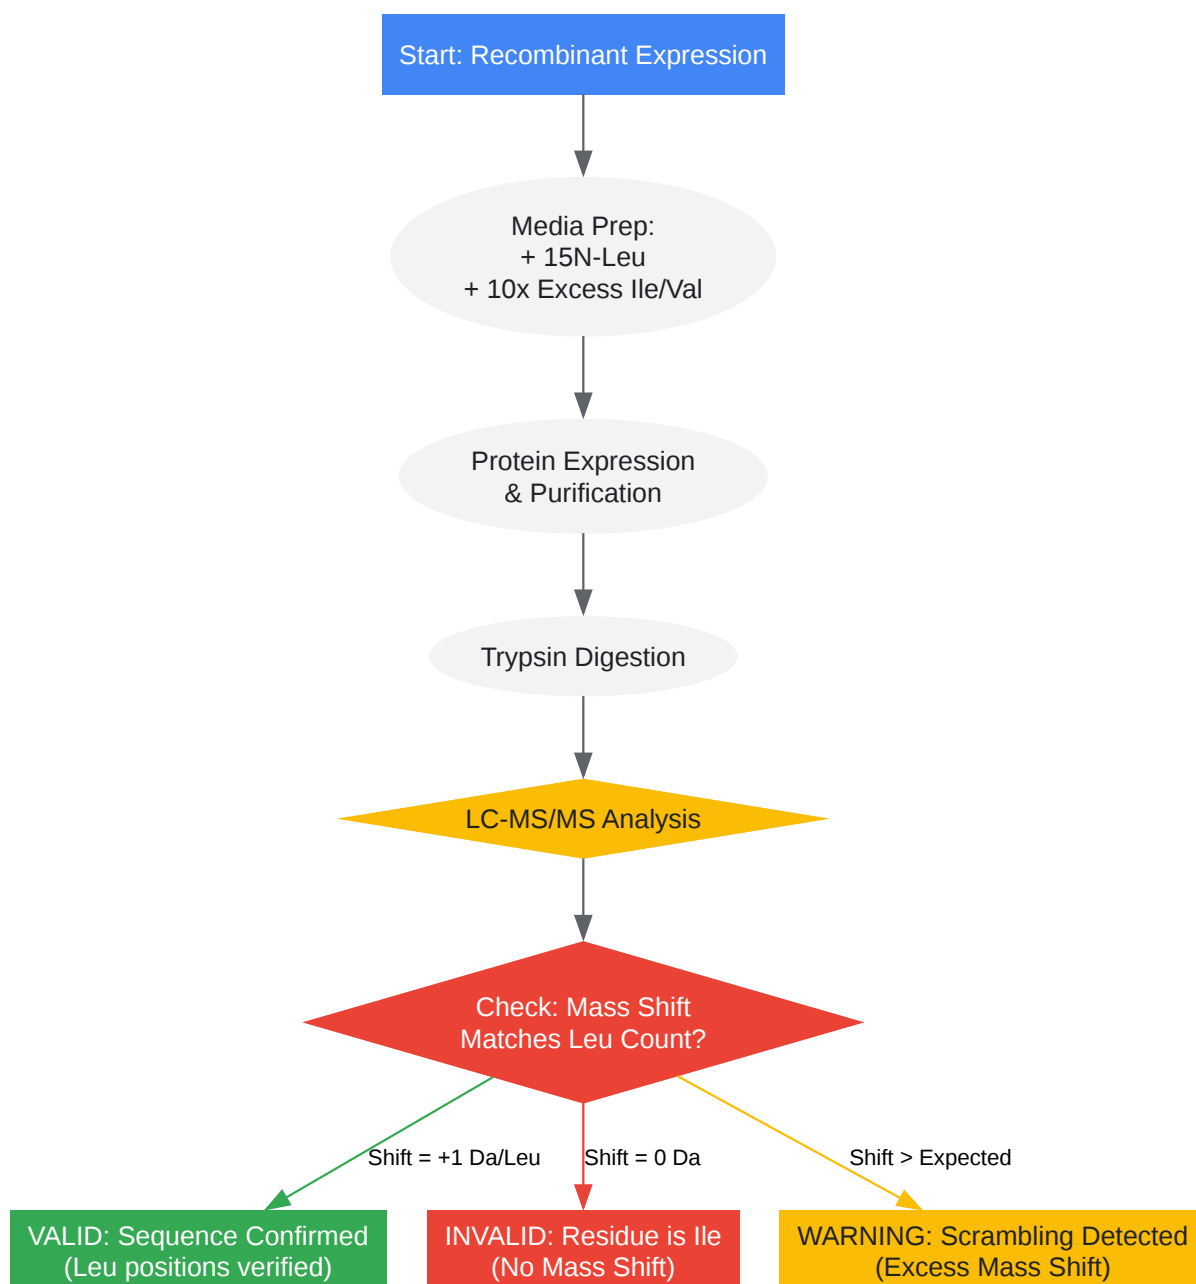 Start: Recombinant Expression
Media Prep:
+ 15N-Leu
+ 10x Excess Ile/Val
Protein Expression
& Purification
Trypsin Digestion
LC-MS/MS Analysis
Check: Mass Shift
Matches Leu Count?
Shift = +1 Da/Leu
Shift = 0 Da
Shift > Expected
VALID: Sequence Confirmed
(Leu positions verified)
INVALID: Residue is Ile
(No Mass Shift)
WARNING: Scrambling Detected
(Excess Mass Shift)